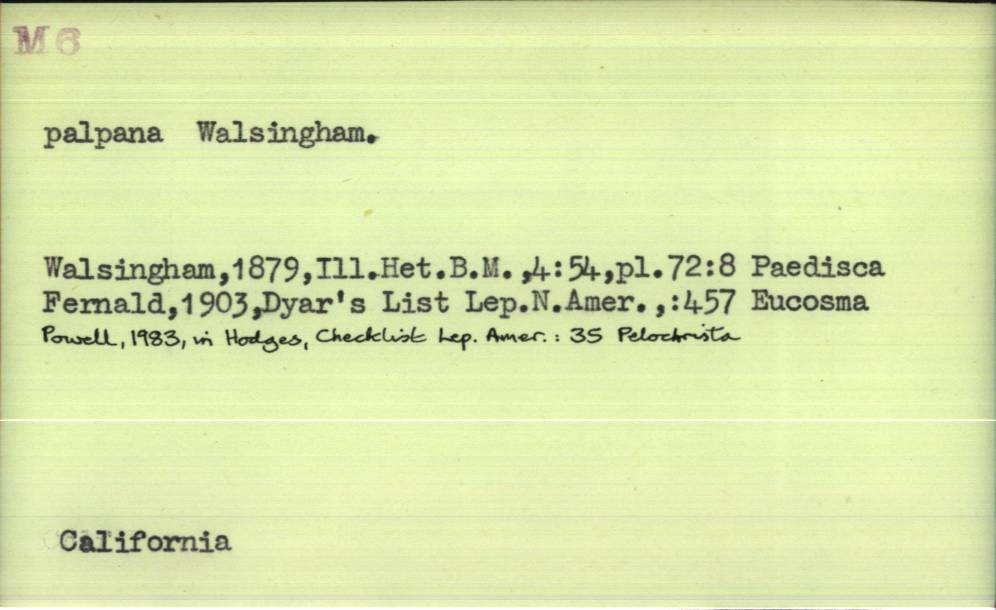 M 6
palpana Walsingham.
Walsingham,1879,Ill.Het.B.M.,4:54,pl.72:8 Paedisca
Fernald,1903,Dyar's List Lep.N.Amer.,:457 Eucosma
Powell, 1983, in Hodges, Checklist Lep. Amer. : 35 Pelochrista
California